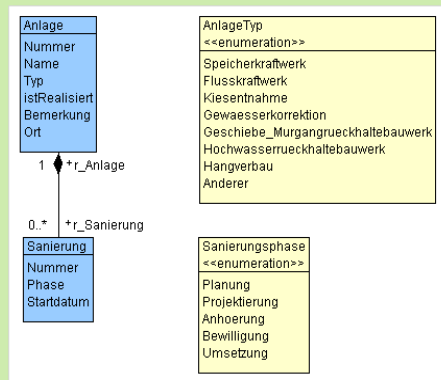 Anlage
Nummer
Name
Typ
istRealisiert
Bemerkung
Ort
1 +r_Anlage
0..* +r_Sanierung
Sanierung
Nummer
Phase
Startdatum
AnlageTyp
<<enumeration>>
Speicherkraftwerk
Flusskraftwerk
Kiesentnahme
Gewaesserkorrektion
Geschiebe_Murgangrueckhaltebauwerk
Hochwasserrueckhaltebauwerk
Hangverbau
Anderer
Sanierungsphase
<<enumeration>>
Planung
Projektierung
Anhoerung
Bewilligung
Umsetzung